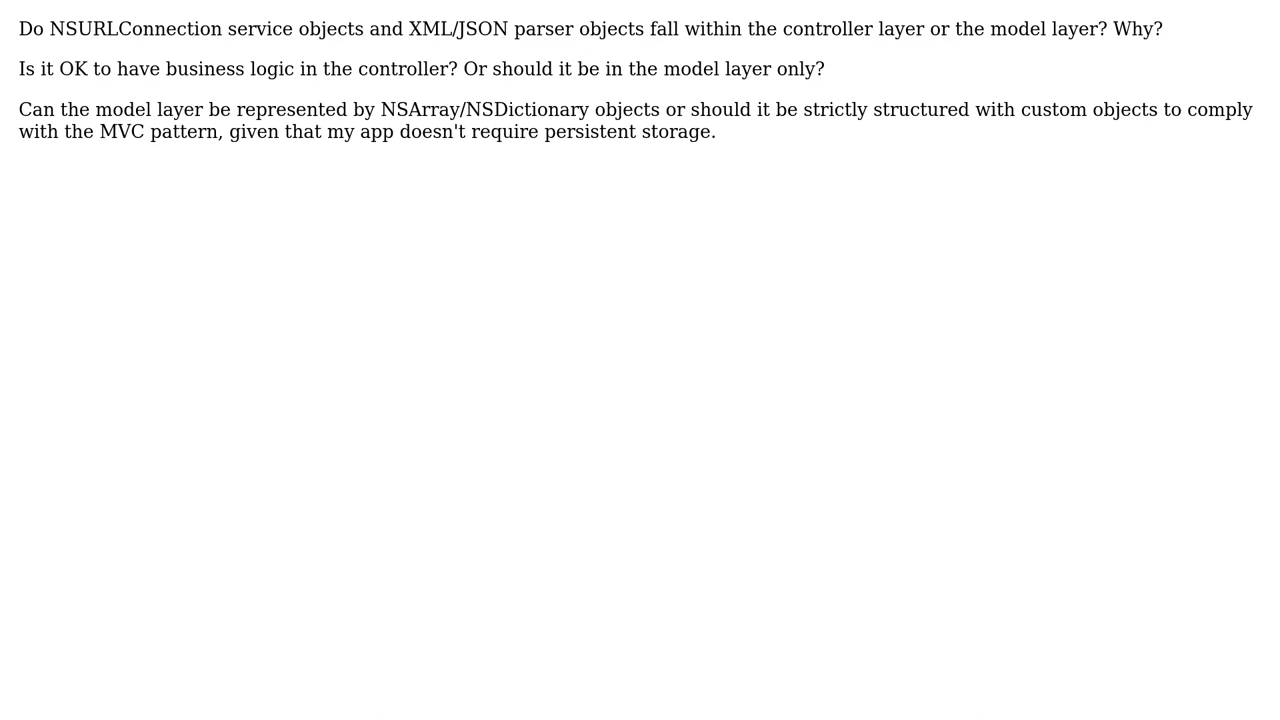 Do NSURLConnection service objects and XML/JSON parser objects fall within the controller layer or the model layer? Why?
Is it OK to have business logic in the controller? Or should it be in the model layer only?
Can the model layer be represented by NSArray/NSDictionary objects or should it be strictly structured with custom objects to comply
with the MVC pattern, given that my app doesn't require persistent storage.